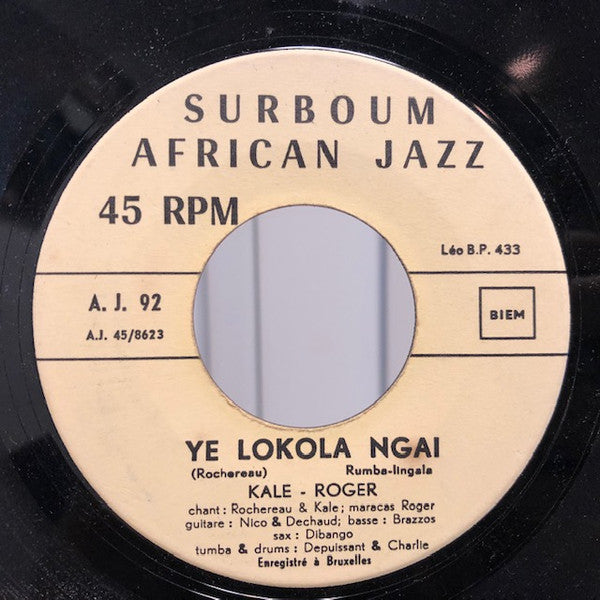 SURBOUM
AFRICAN JAZZ
45 RPM
Léo B.P. 433
A. J. 92
A.J. 45/8623
BIEM
YE LOKOLA NGAI
(Rochereau) Rumba-lingala
KALE - ROGER
chant : Rochereau & Kale; maracas Roger
guitare : Nico & Dechaud; basse : Brazzos
sax : Dibango
tumba & drums : Depuissant & Charlie
Enregistré à Bruxelles